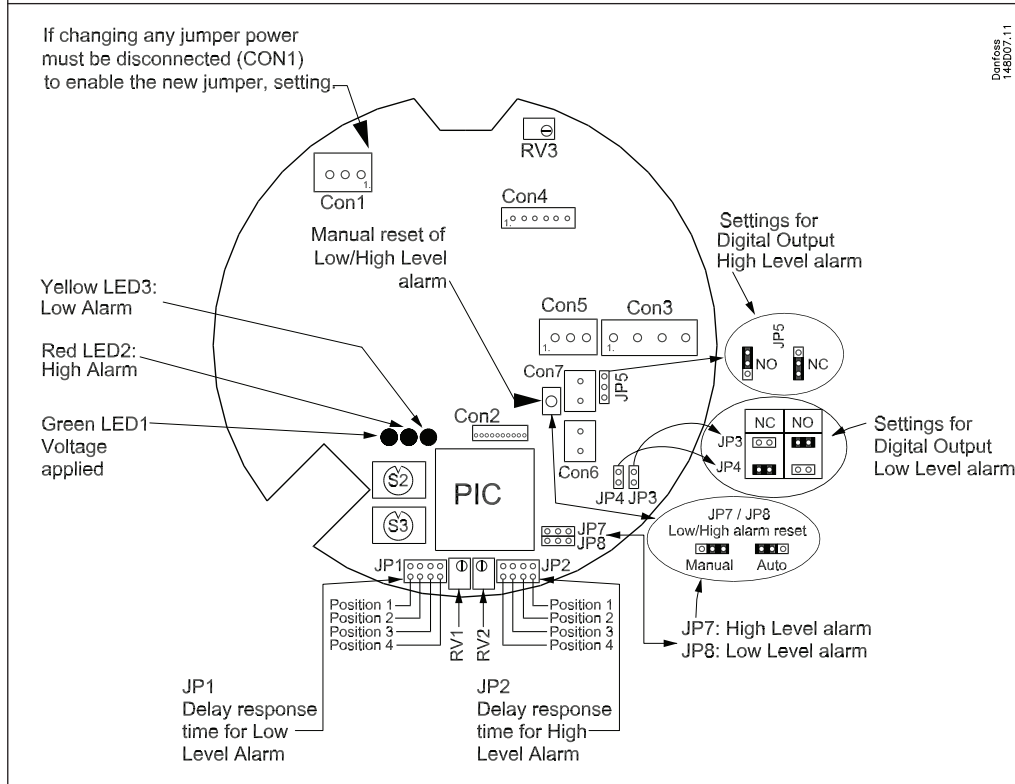 If changing any jumper power
must be disconnected (CON1)
to enable the new jumper, setting.
Danfoss
148D07.11
RV3
1.
Con1
Con4
1.
Manual reset of
Low/High Level
alarm
Settings for
Digital Output
High Level alarm
Yellow LED3:
Low Alarm
Con5
Con3
1.
1.
JP5
NO
NC
Red LED2:
High Alarm
Con7
JP5
Green LED1
Voltage
applied
Con2
NC
NO
JP3
JP4
Settings for
Digital Output
Low Level alarm
Con6
S2
PIC
JP4
JP3
S3
JP7
JP8
JP7 / JP8
Low/High alarm reset
Manual
Auto
JP1
JP2
Position 1
Position 2
Position 3
Position 4
RV1
RV2
Position 1
Position 2
Position 3
Position 4
JP7: High Level alarm
JP8: Low Level alarm
JP1
Delay response
time for Low
Level Alarm
JP2
Delay response
time for High
Level Alarm